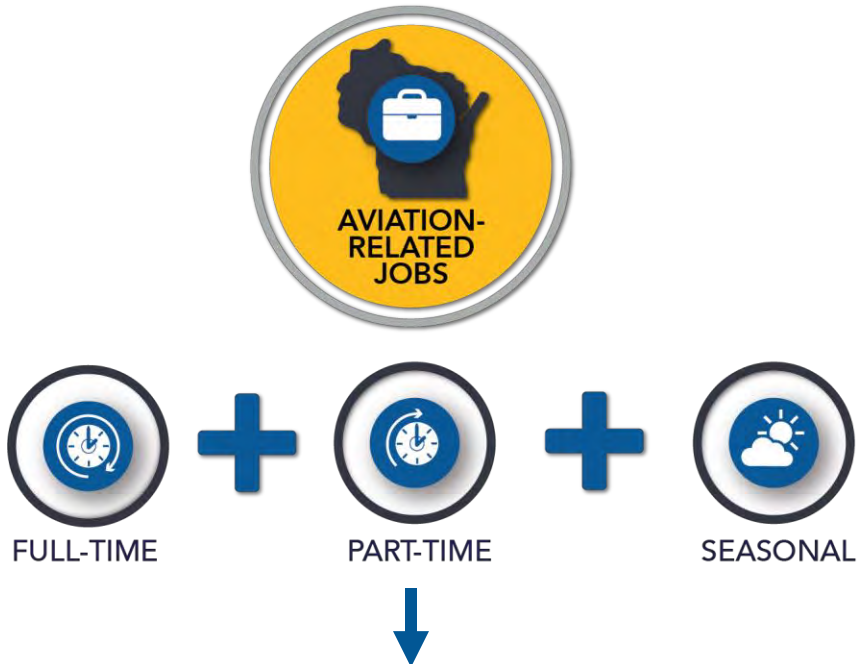 AVIATION-
RELATED
JOBS
FULL-TIME
PART-TIME
SEASONAL